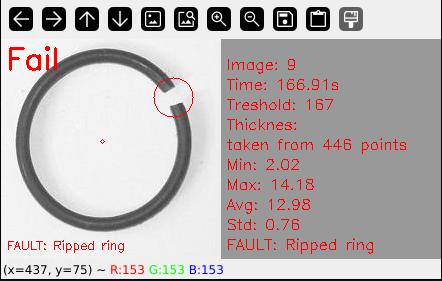 Fail
FAULT: Ripped ring
Image: 9
Time: 166.91s
Treshold: 167
Thicknes:
taken from 446 points
Min: 2.02
Max: 14.18
Avg: 12.98
Std: 0.76
FAULT: Ripped ring
(x=437, y=75) ~ R:153 G:153 B:153